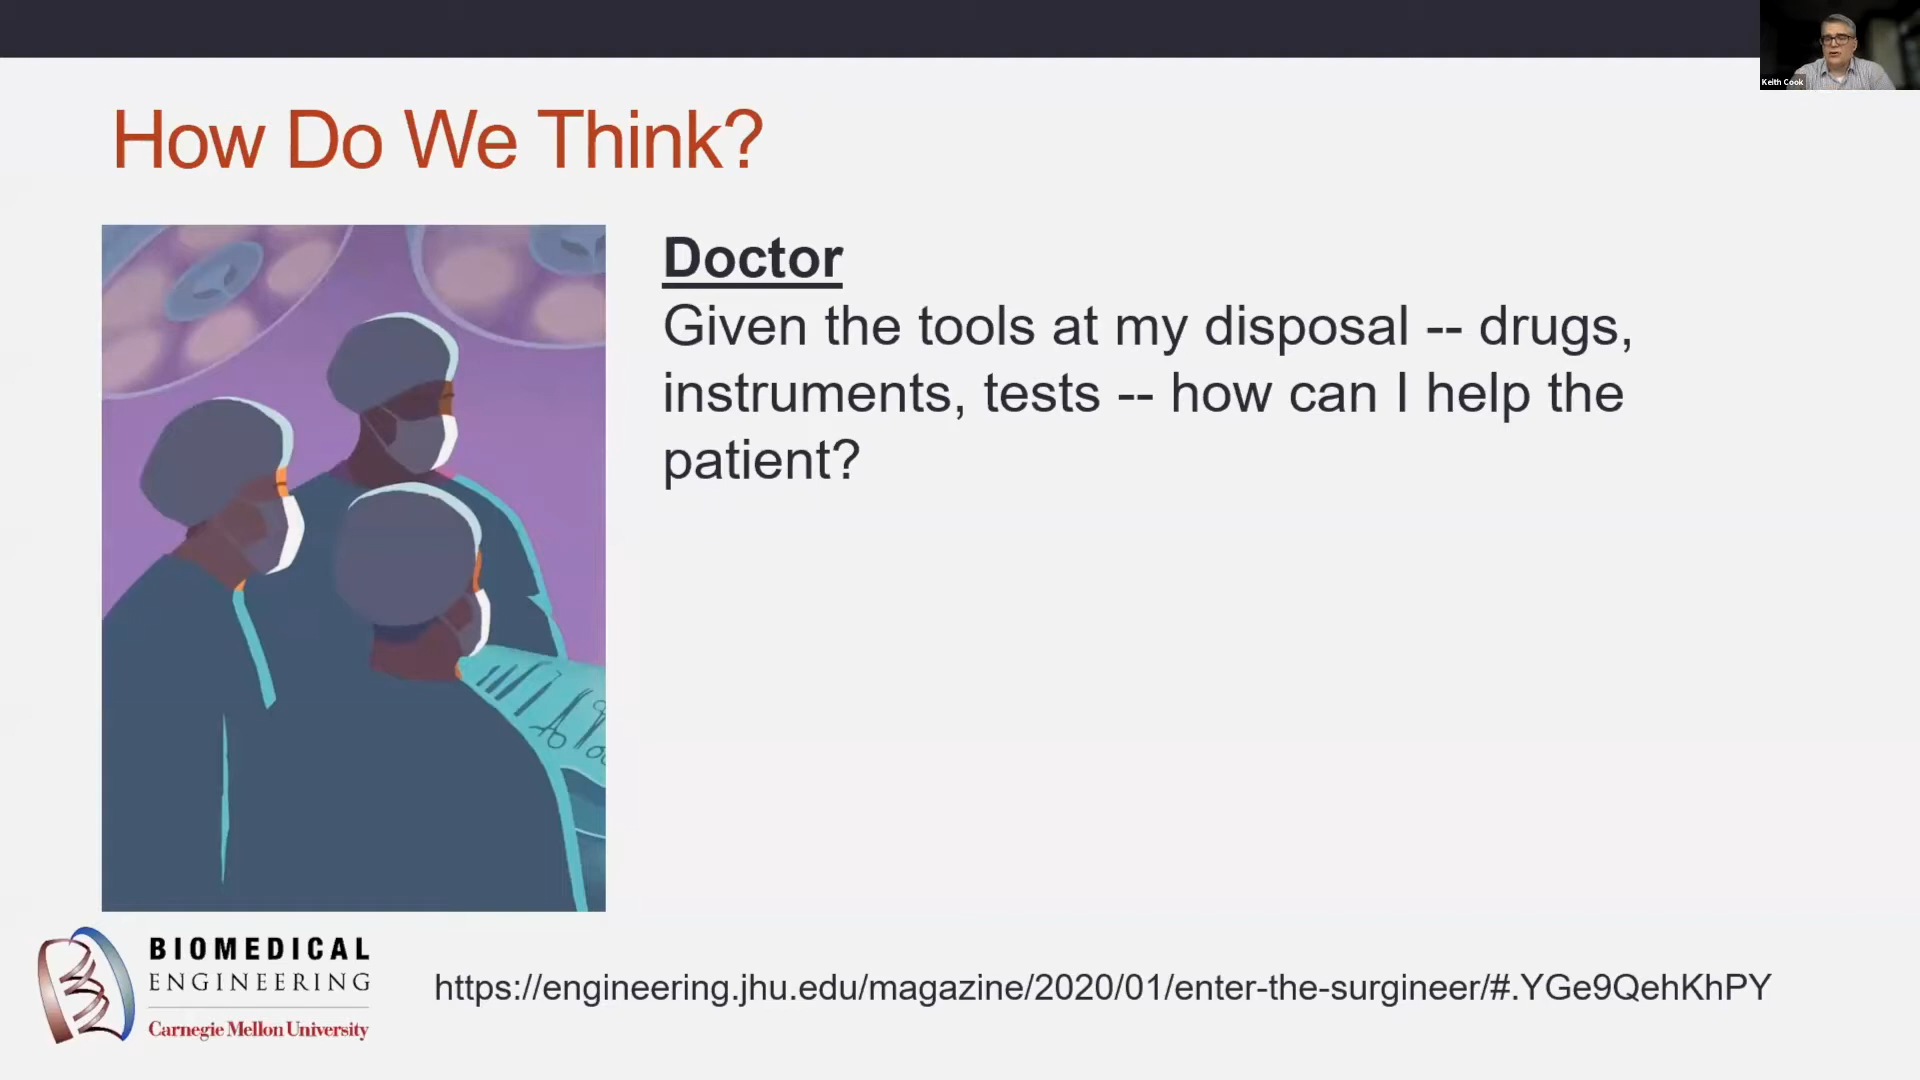 Keith Cook
How Do We Think?
Doctor
Given the tools at my disposal -- drugs,
instruments, tests -- how can I help the
patient?
BIOMEDICAL
ENGINEERING
Carnegie Mellon University
https://engineering.jhu.edu/magazine/2020/01/enter-the-surgineer/#.YGe9QehKhPY